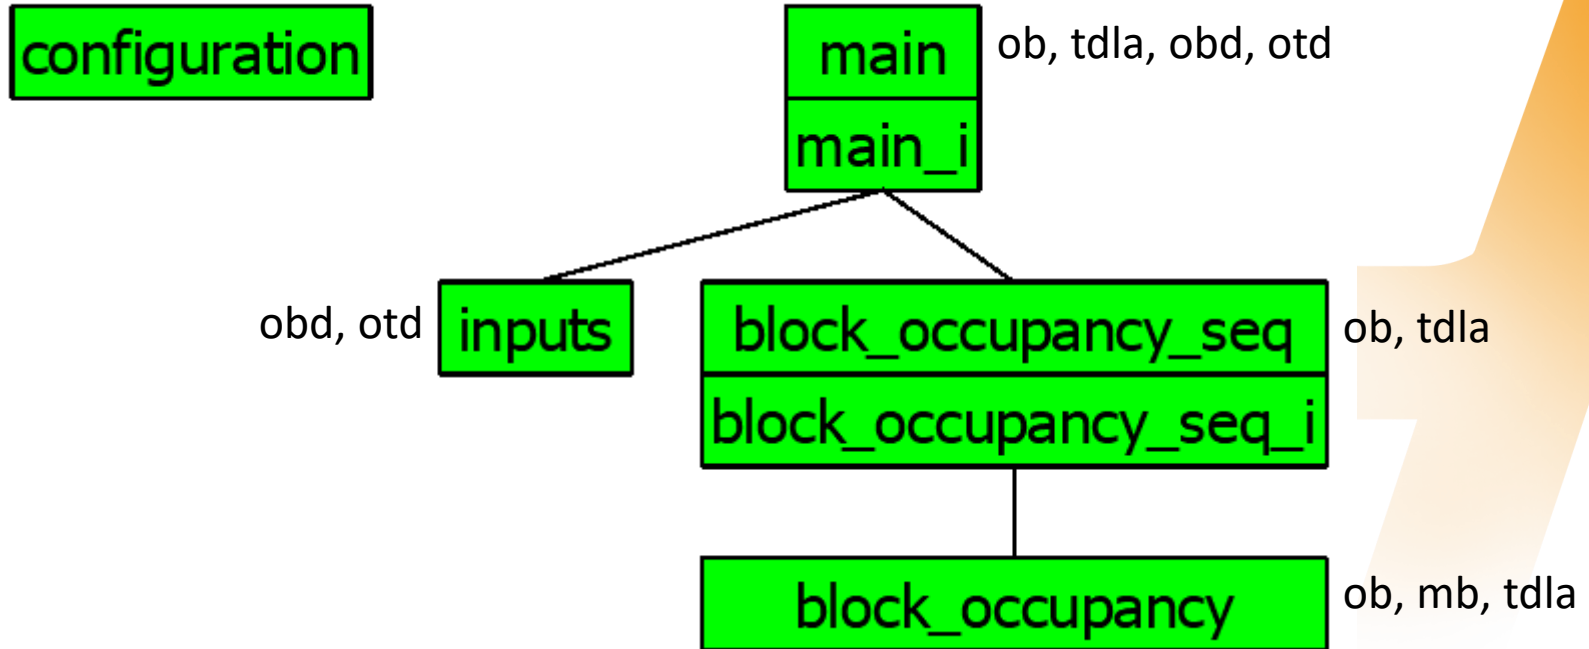 configuration
main
ob, tdla, obd, otd
main_i
obd, otd
inputs
block_occupancy_seq
ob, tdla
block_occupancy_seq_i
block_occupancy
ob, mb, tdla